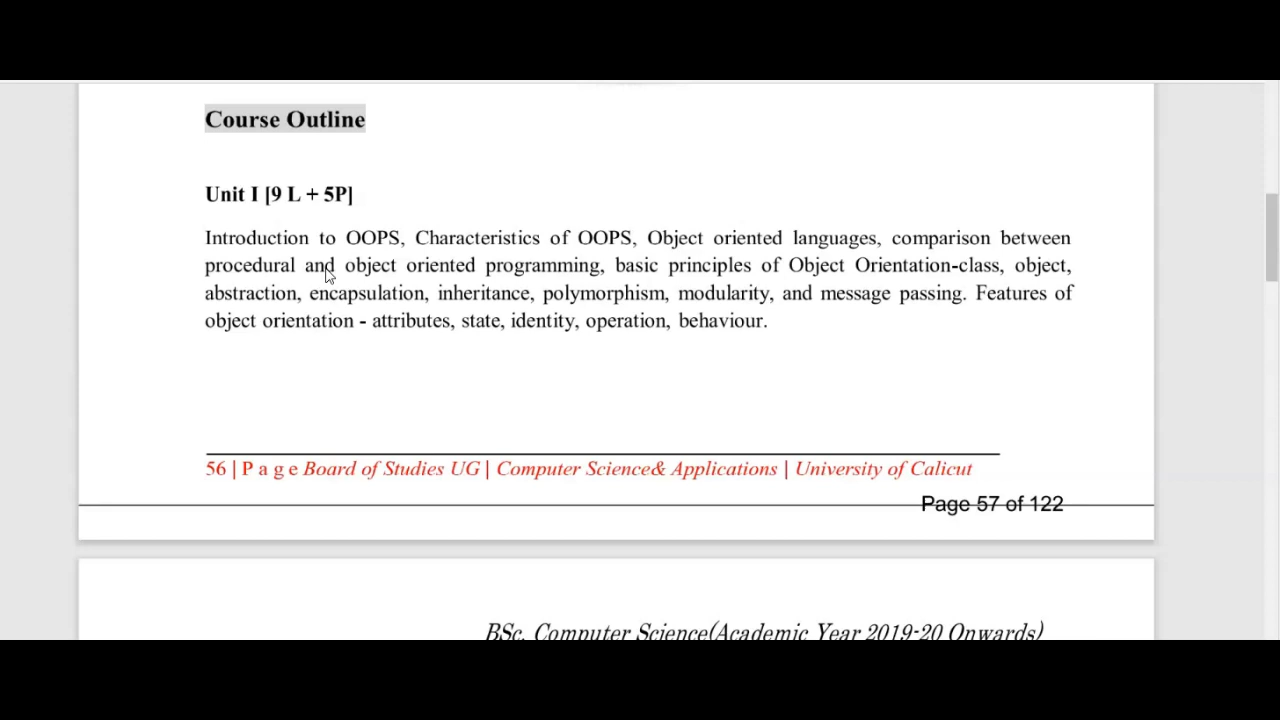 Course Outline
Unit I [9 L + 5P]
Introduction to OOPS, Characteristics of OOPS, Object oriented languages, comparison between
procedural and object oriented programming, basic principles of Object Orientation-class, object,
abstraction, encapsulation, inheritance, polymorphism, modularity, and message passing. Features of
object orientation - attributes, state, identity, operation, behaviour.
56 | P a g e Board of Studies UG | Computer Science& Applications | University of Calicut
Page 57 of 122
BSc. Computer Science(Academic Year 2019-20 Onwards)